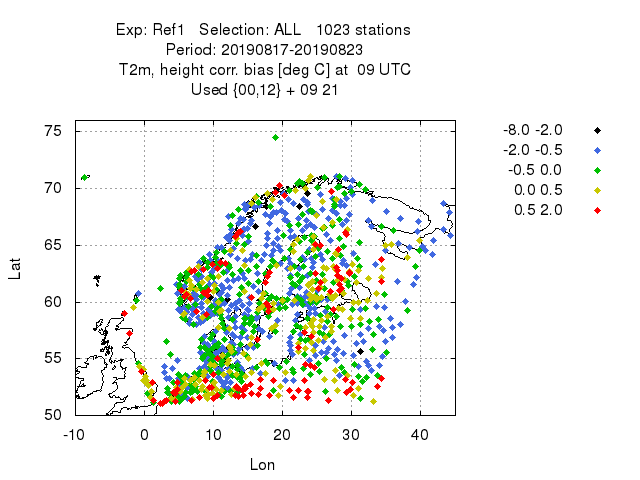 Exp: Ref1 Selection: ALL 1023 stations
Period: 20190817-20190823
T2m, height corr. bias [deg C] at 09 UTC
Used {00,12} + 09 21
-8.0 -2.0
-2.0 -0.5
-0.5 0.0
0.0 0.5
0.5 2.0
75
70
65
60
55
50
Lat
-10 0 10 20 30 40
Lon